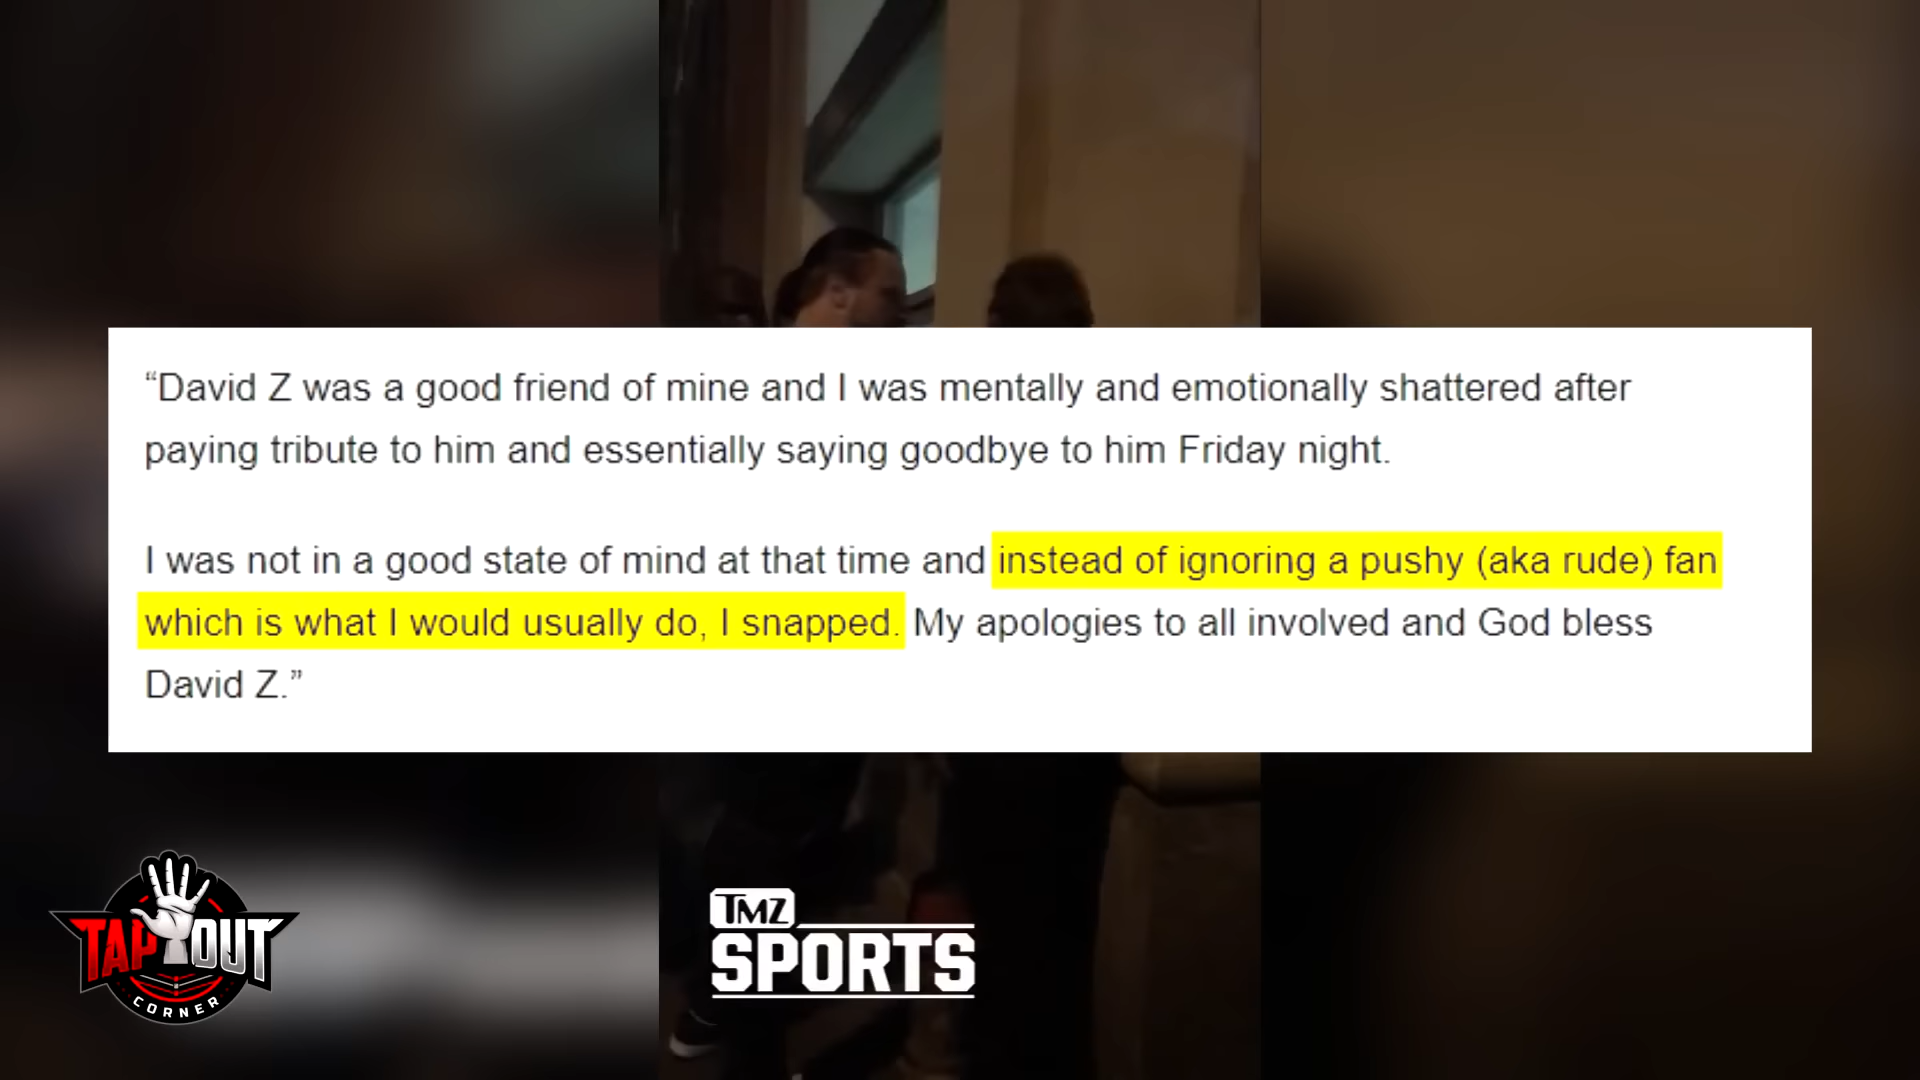 “David Z was a good friend of mine and I was mentally and emotionally shattered after
paying tribute to him and essentially saying goodbye to him Friday night.
I was not in a good state of mind at that time and instead of ignoring a pushy (aka rude) fan
which is what I would usually do, I snapped. My apologies to all involved and God bless
David Z.”
TAP OUT
CORNER
TMZ
SPORTS